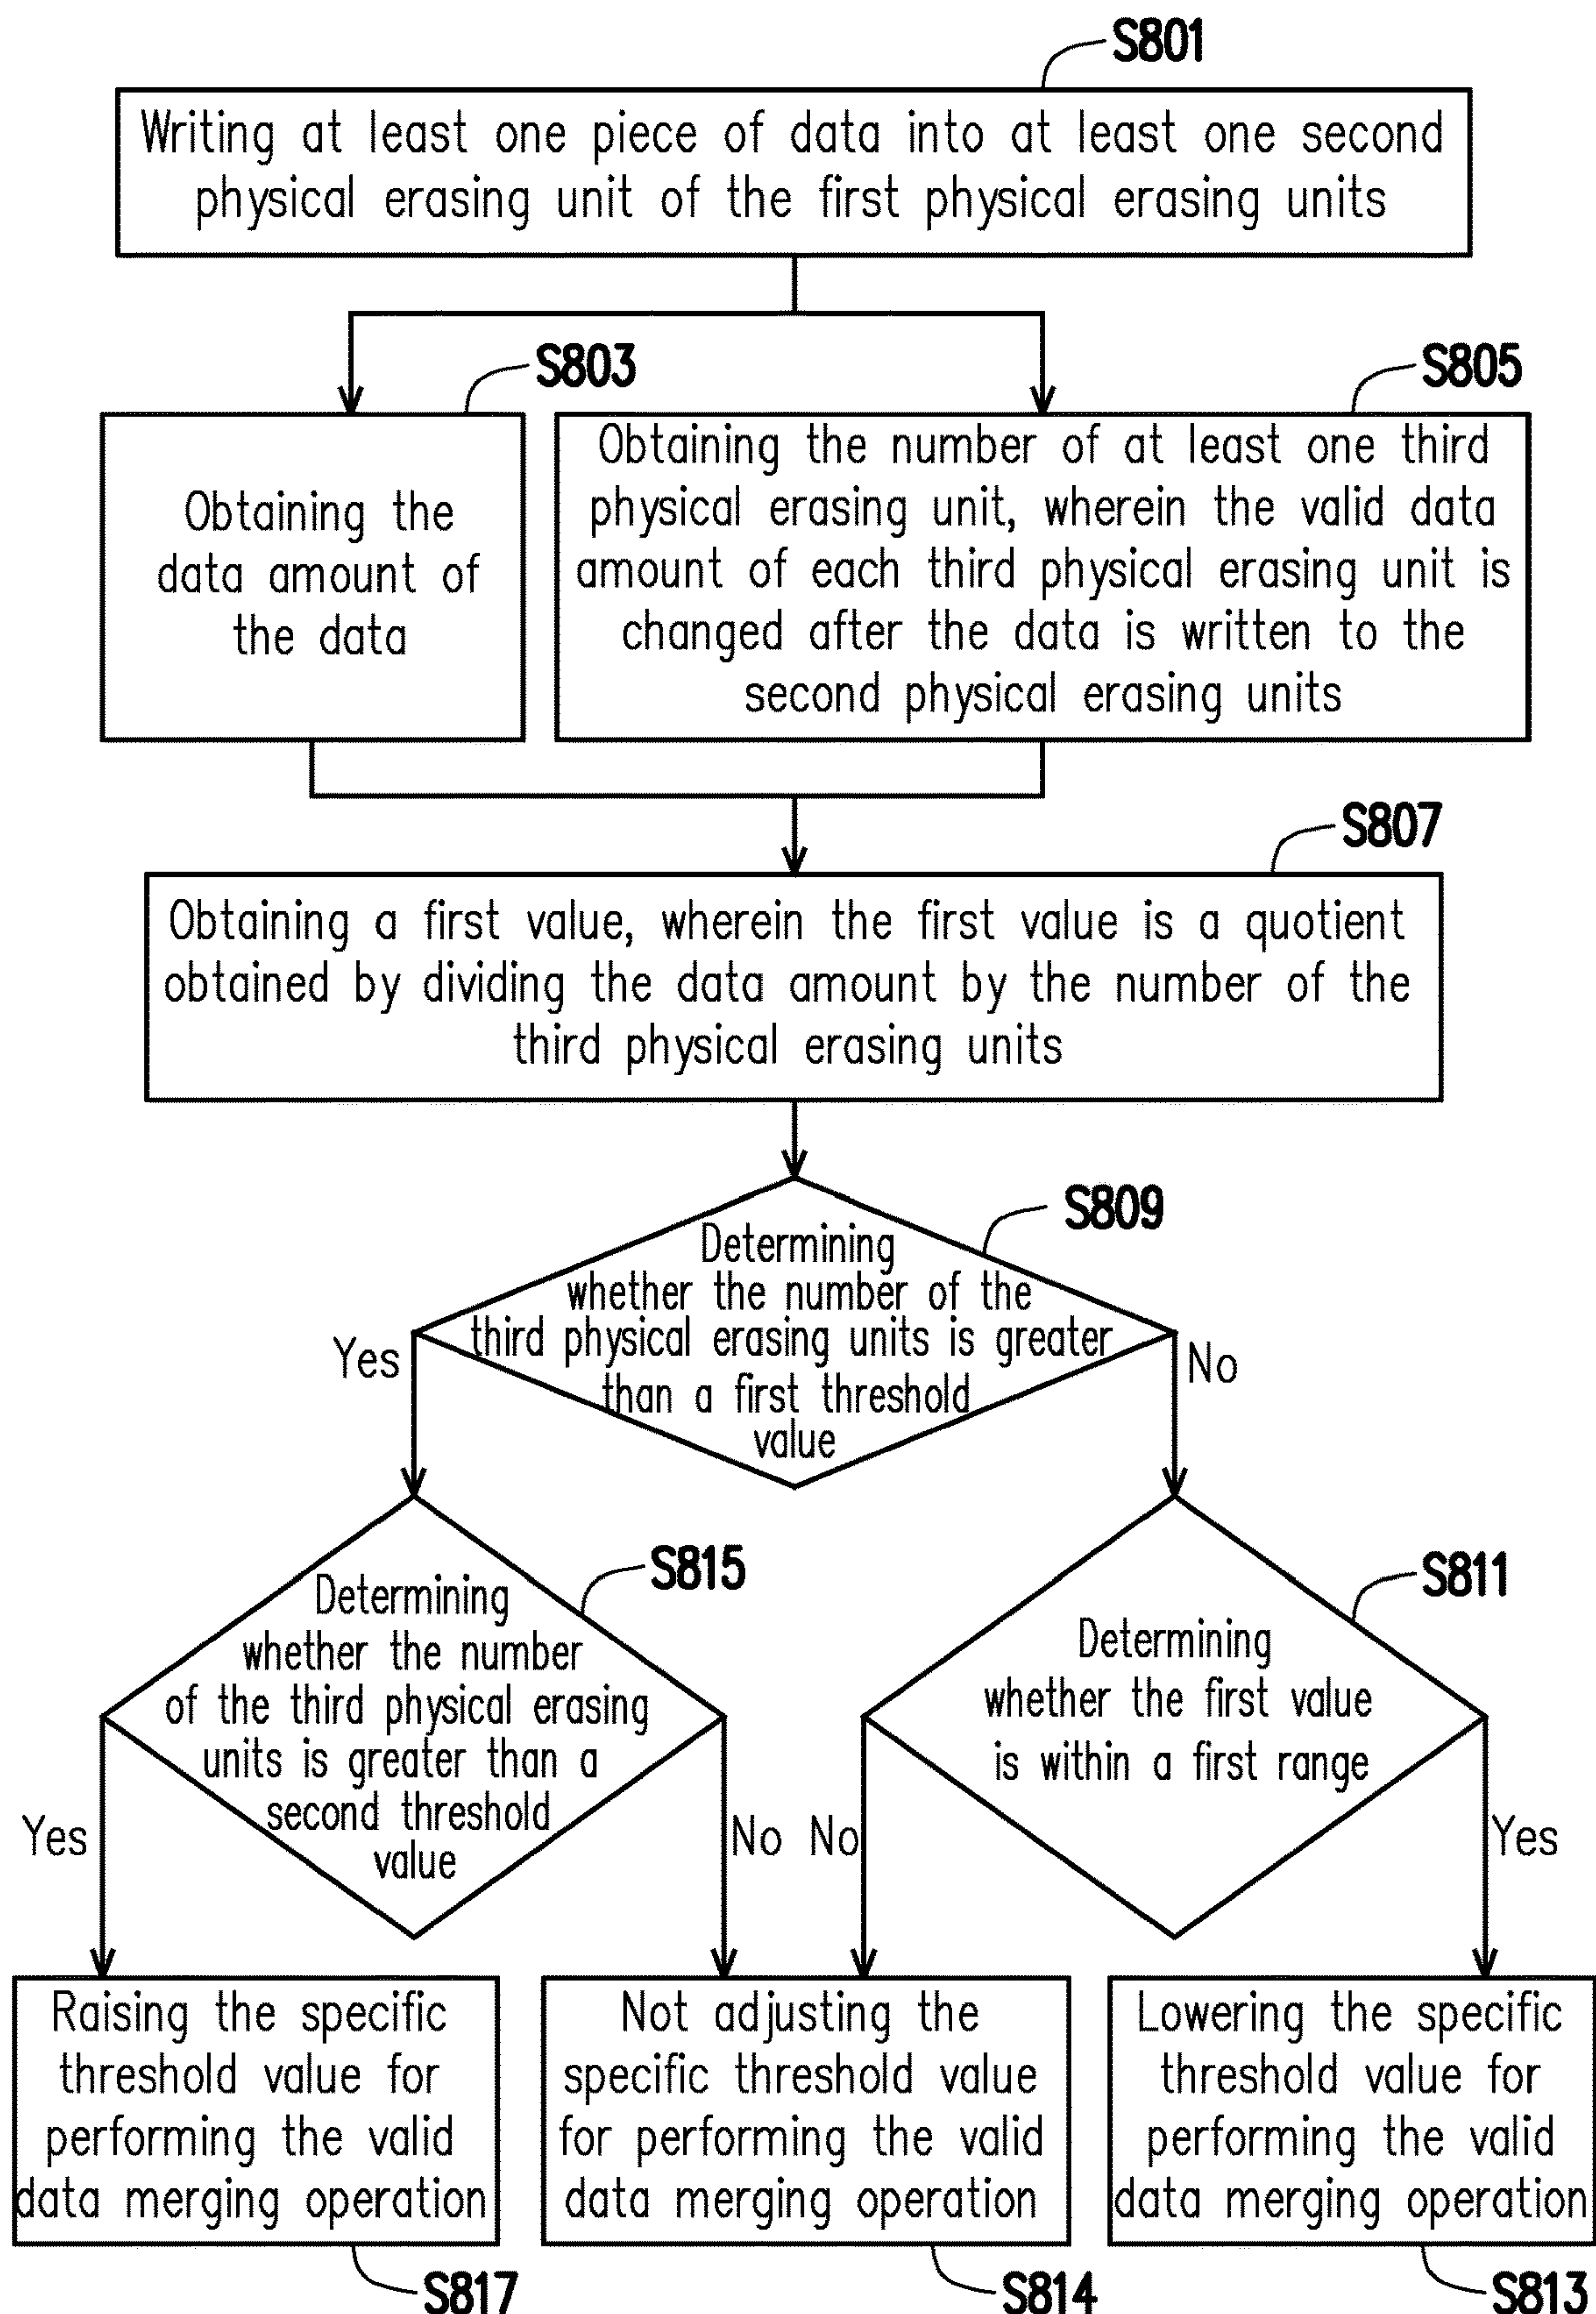 S801
Writing at least one piece of data into at least one second
physical erasing unit of the first physical erasing units
S803
Obtaining the
data amount of
the data
S805
Obtaining the number of at least one third
physical erasing unit, wherein the valid data
amount of each third physical erasing unit is
changed after the data is written to the
second physical erasing units
S807
Obtaining a first value, wherein the first value is a quotient
obtained by dividing the data amount by the number of the
third physical erasing units
S809
Determining
whether the number of the
third physical erasing units is greater
than a first threshold
value
Yes
No
S815
Determining
whether the number
of the third physical erasing
units is greater than a
second threshold
value
Yes
No
S811
Determining
whether the first value
is within a first range
No
Yes
Raising the specific
threshold value for
performing the valid
data merging operation
S817
Not adjusting the
specific threshold value
for performing the valid
data merging operation
S814
Lowering the specific
threshold value for
performing the valid
data merging operation
S813